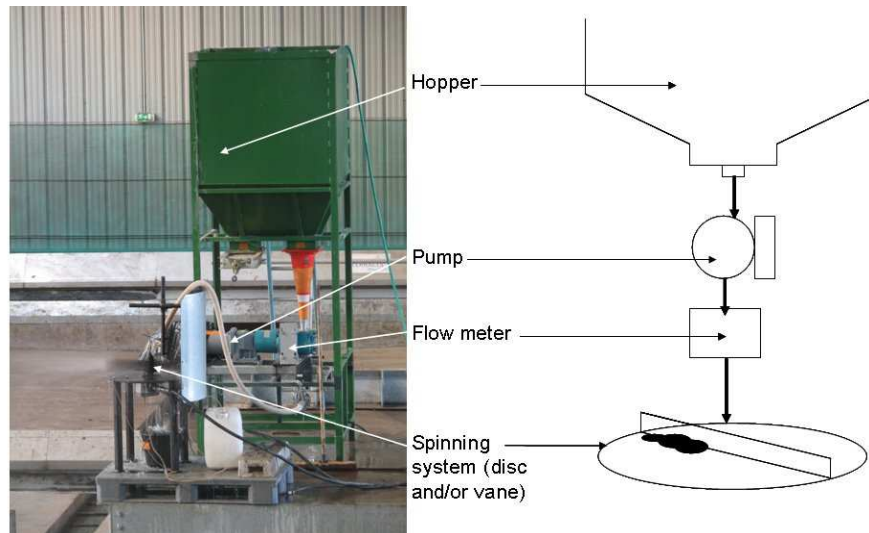 Hopper
Pump
Flow meter
Spinning
system (disc
and/or vane)